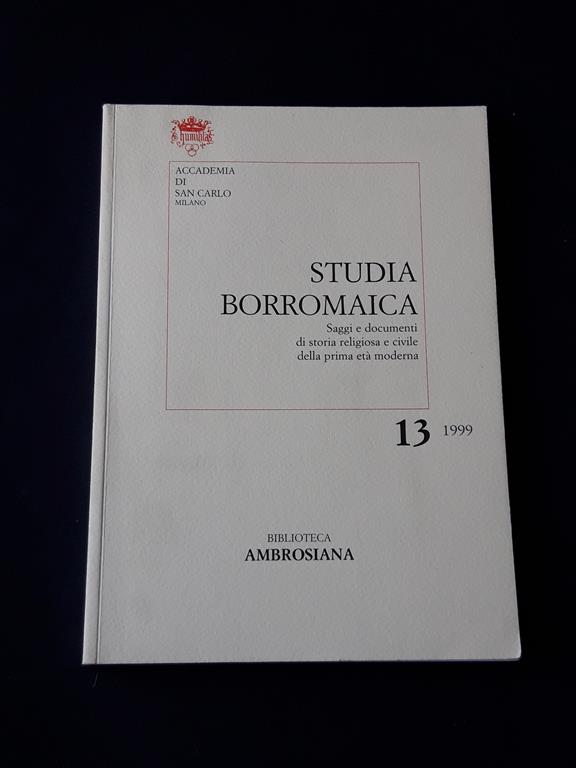 humilitas
ACCADEMIA
DI
SAN CARLO
MILANO
STUDIA
BORROMAICA
Saggi e documenti
di storia religiosa e civile
della prima età moderna
13 1999
BIBLIOTECA
AMBROSIANA